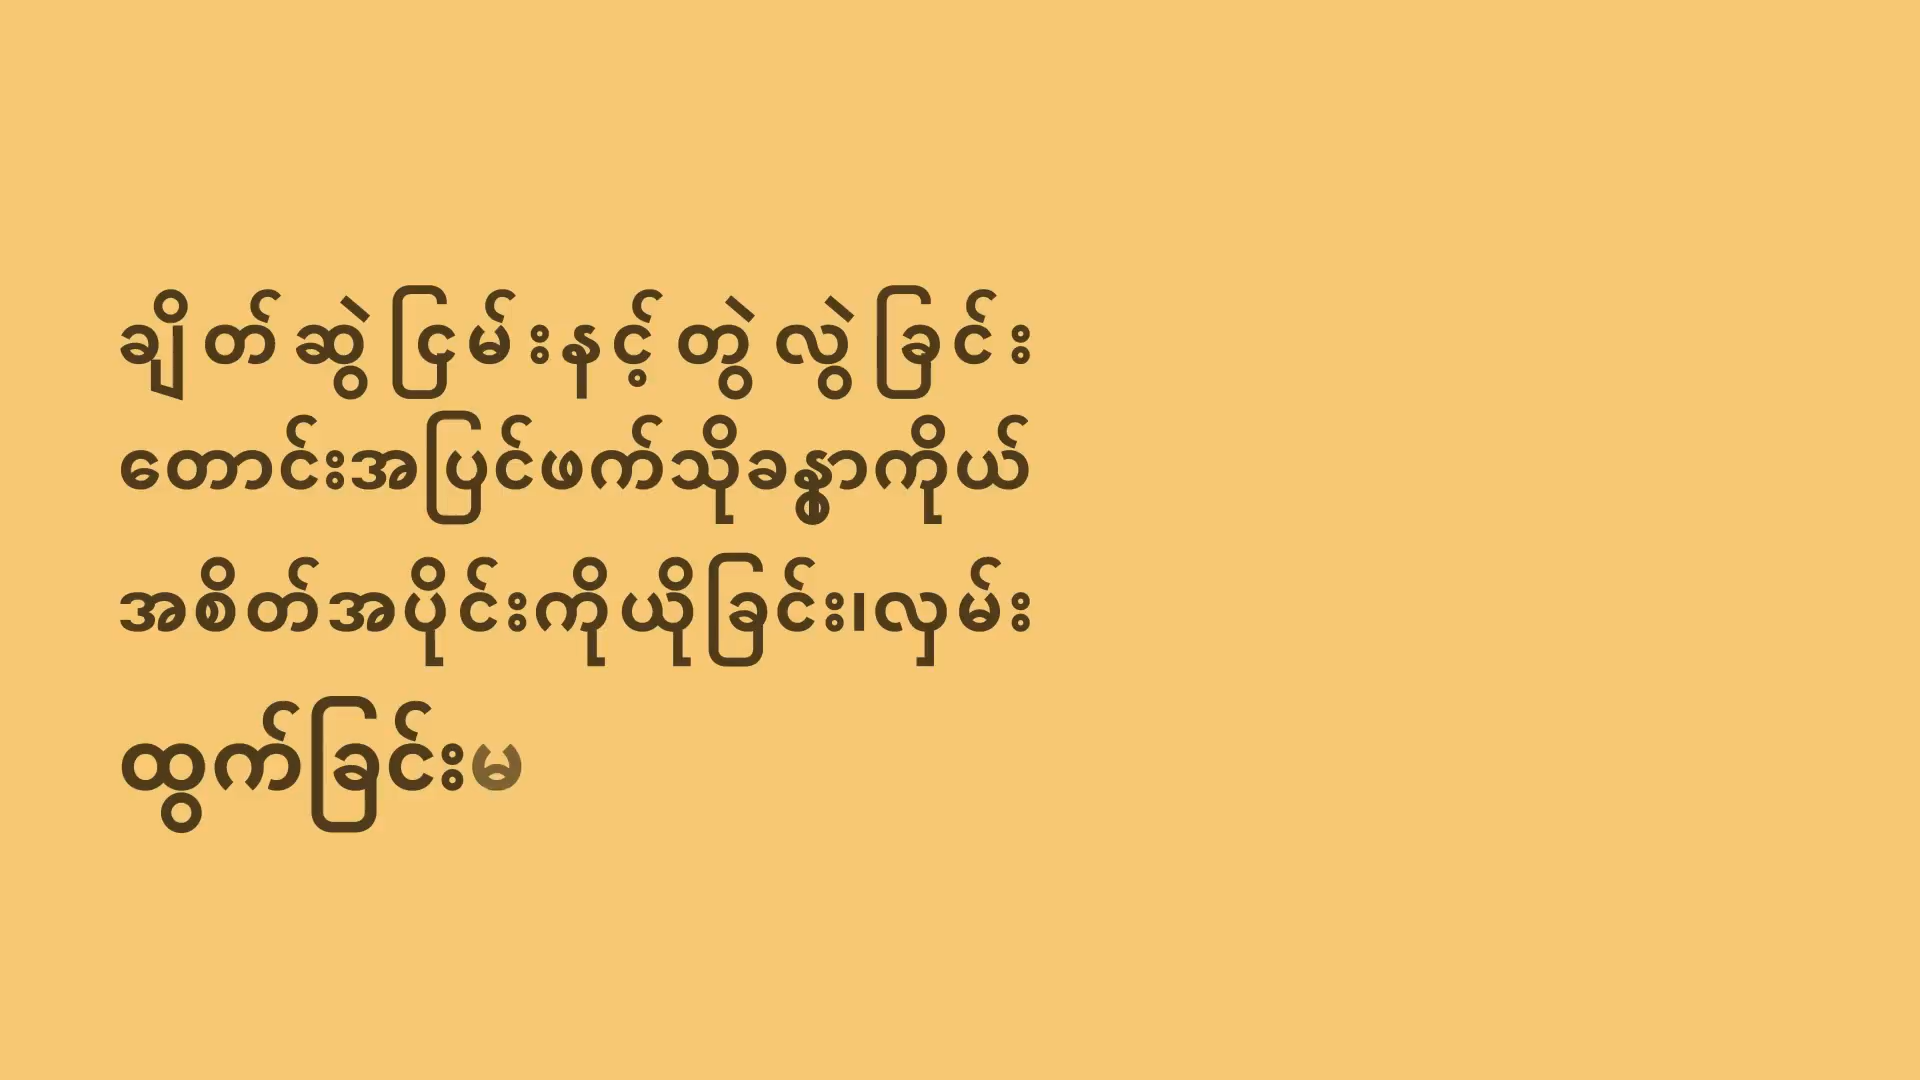 ချိတ်ဆွဲငြမ်းနင့်တွဲလွဲခြင်း
တောင်းအပြင်ဖက်သိုခန္ဓာကိုယ်
အစိတ်အပိုင်းကိုယိုခြင်း၊လှမ်း
ထွက်ခြင်းမ